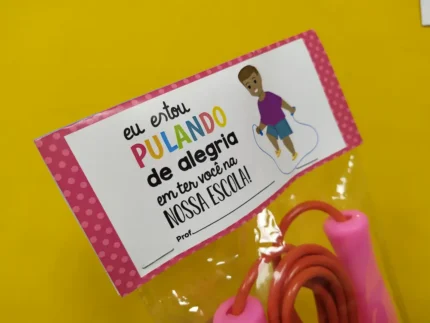 eu estou
PULANDO
de alegria
em ter você na
NOSSA ESCOLA!
Prof